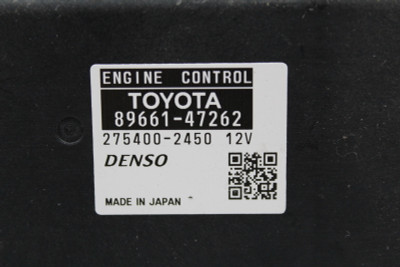 ENGINE CONTROL
TOYOTA
89661-47262
275400-2450 12V
DENSO
MADE IN JAPAN